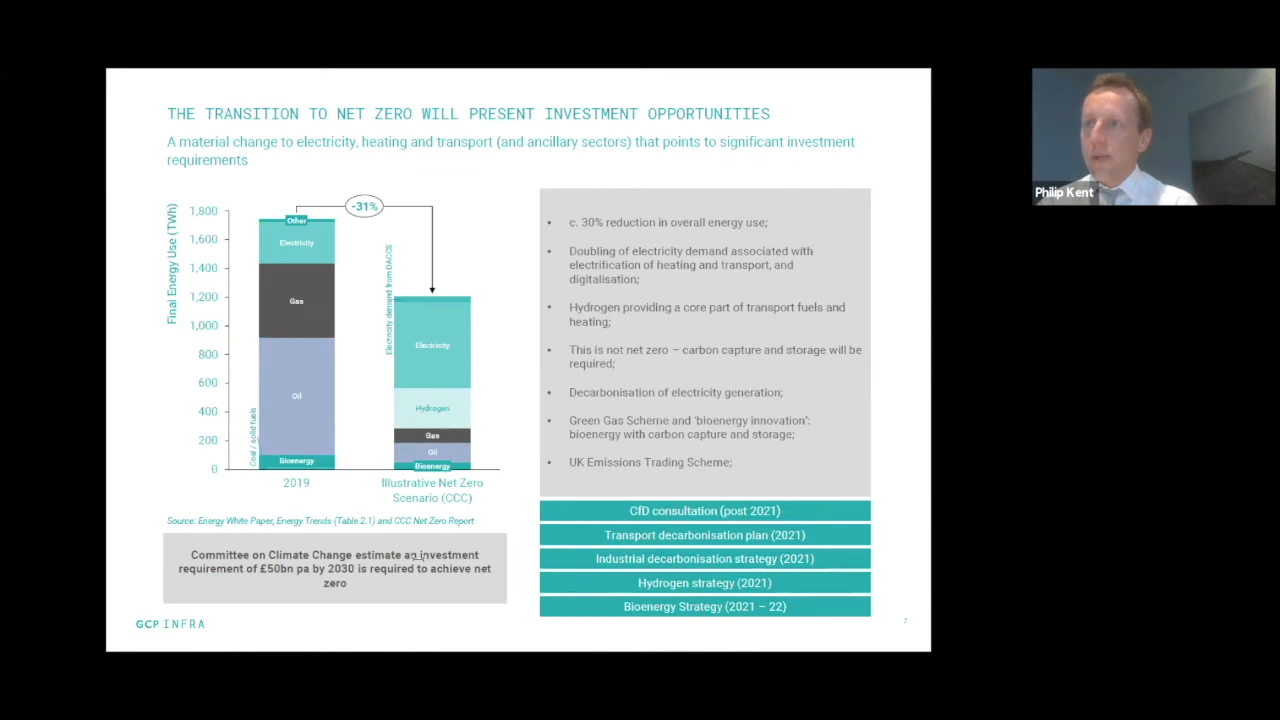 THE TRANSITION TO NET ZERO WILL PRESENT INVESTMENT OPPORTUNITIES
A material change to electricity, heating and transport (and ancillary sectors) that points to significant investment
requirements
Philip Kent
Final Energy Use (TWh)
1,800
1,600
1,400
1,200
1,000
800
600
400
200
0
-31%
Other
Electricity
Gas
Oil
Bioenergy
Coal / solid fuels
Electricity demand from DACCS
Electricity
Hydrogen
Gas
Oil
Bioenergy
2019
Illustrative Net Zero
Scenario (CCC)
Source: Energy White Paper, Energy Trends (Table 2.1) and CCC Net Zero Report
Committee on Climate Change estimate an investment
requirement of £50bn pa by 2030 is required to achieve net
zero
• c. 30% reduction in overall energy use;
• Doubling of electricity demand associated with
electrification of heating and transport, and
digitalisation;
• Hydrogen providing a core part of transport fuels and
heating;
• This is not net zero – carbon capture and storage will be
required;
• Decarbonisation of electricity generation;
• Green Gas Scheme and ‘bioenergy innovation’:
bioenergy with carbon capture and storage;
• UK Emissions Trading Scheme;
CfD consultation (post 2021)
Transport decarbonisation plan (2021)
Industrial decarbonisation strategy (2021)
Hydrogen strategy (2021)
Bioenergy Strategy (2021 – 22)
GCP INFRA
7